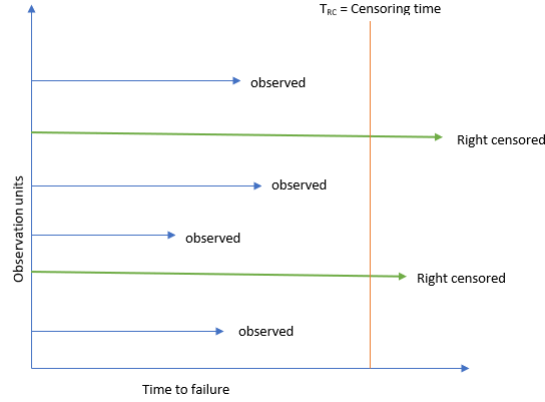 T_RC = Censoring time
observed
Right censored
observed
observed
Right censored
observed
Observation units
Time to failure